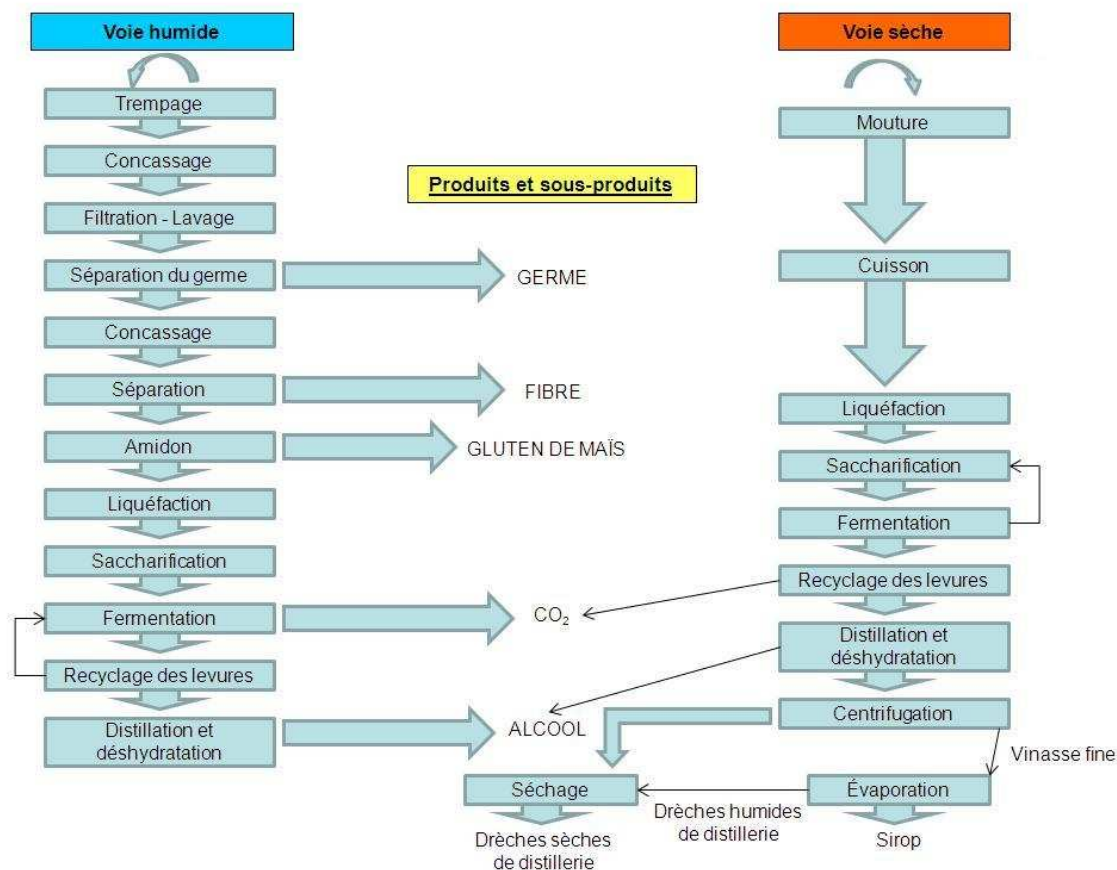 Voie humide
Trempage
Concassage
Filtration - Lavage
Séparation du germe
Concassage
Séparation
Amidon
Liquéfaction
Saccharification
Fermentation
Recyclage des levures
Distillation et
déshydratation
Produits et sous-produits
GERME
FIBRE
GLUTEN DE MAÏS
CO₂
ALCOOL
Séchage
Drèches sèches
de distillerie
Drèches humides
de distillerie
Voie sèche
Mouture
Cuisson
Liquéfaction
Saccharification
Fermentation
Recyclage des levures
Distillation et
déshydratation
Centrifugation
Vinasse fine
Évaporation
Sirop